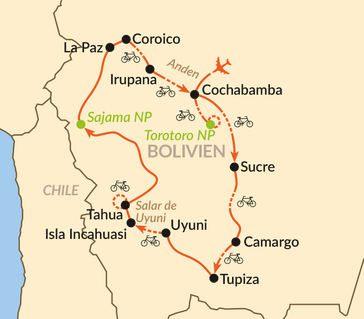 Coroico
La Paz
Irupana
Anden
Cochabamba
Sajama NP
Torotoro NP
BOLIVIEN
Sucre
CHILE
Salar de
Uyuni
Tahua
Uyuni
Isla Incahuasi
Camargo
Tupiza